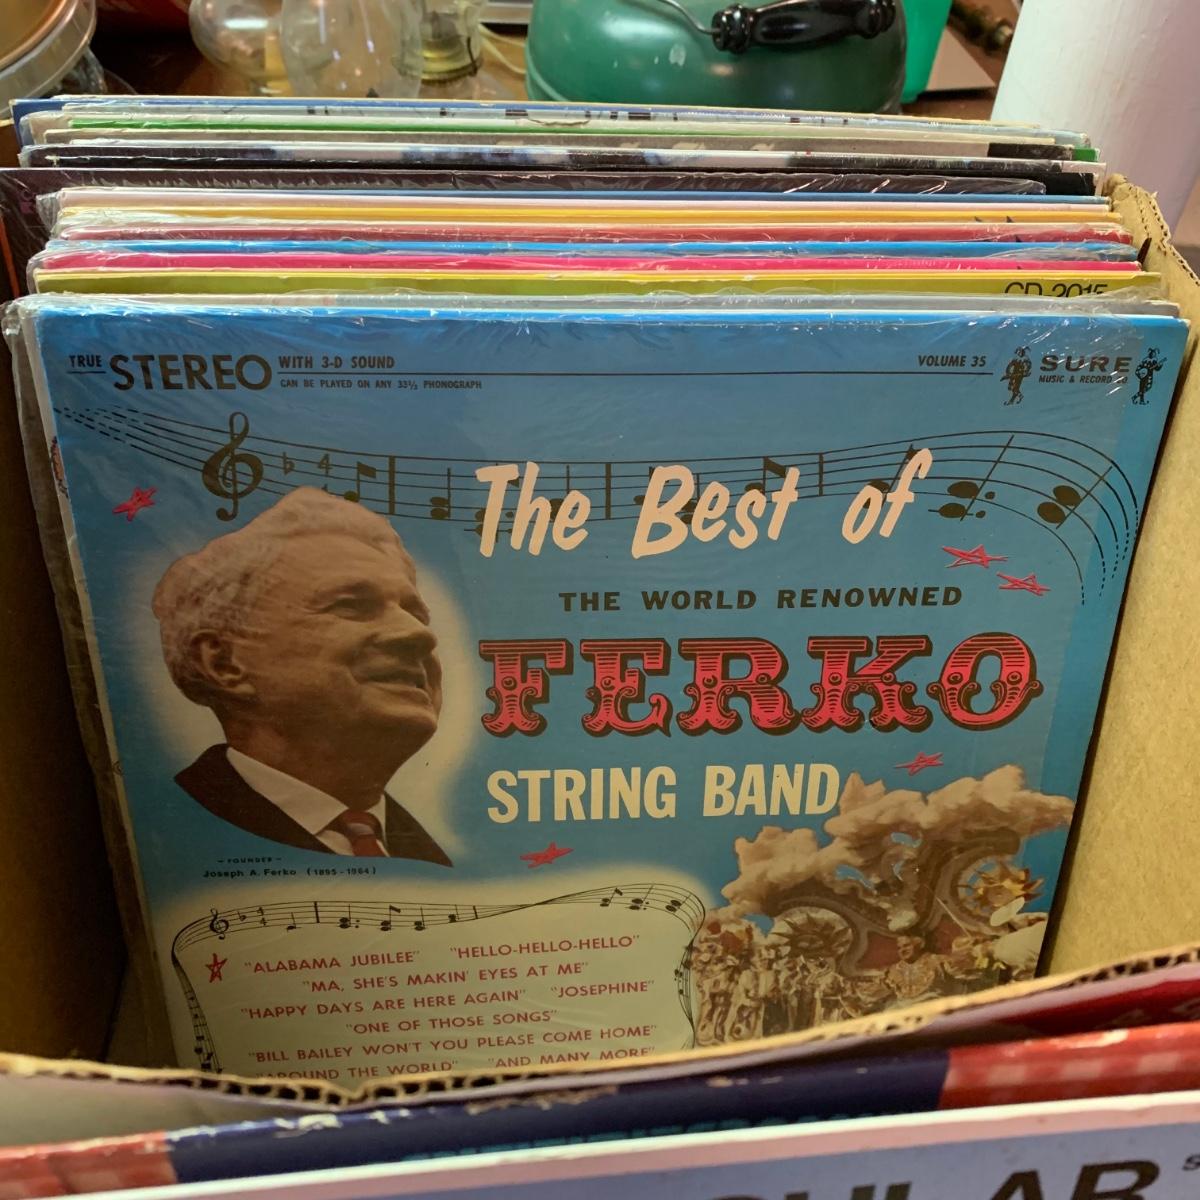 CD-2015
TRUE STEREO WITH 3-D SOUND
CAN BE PLAYED ON ANY 33⅓ PHONOGRAPH
VOLUME 35
SURE
MUSIC & RECORD CO.
The Best of
THE WORLD RENOWNED
FERKO
STRING BAND
- FOUNDER -
Joseph A. Ferko (1895-1964)
"ALABAMA JUBILEE" "HELLO-HELLO-HELLO"
"MA, SHE'S MAKIN' EYES AT ME"
"HAPPY DAYS ARE HERE AGAIN" "JOSEPHINE"
"ONE OF THOSE SONGS"
"BILL BAILEY WON'T YOU PLEASE COME HOME"
"AROUND THE WORLD" "AND MANY MORE"